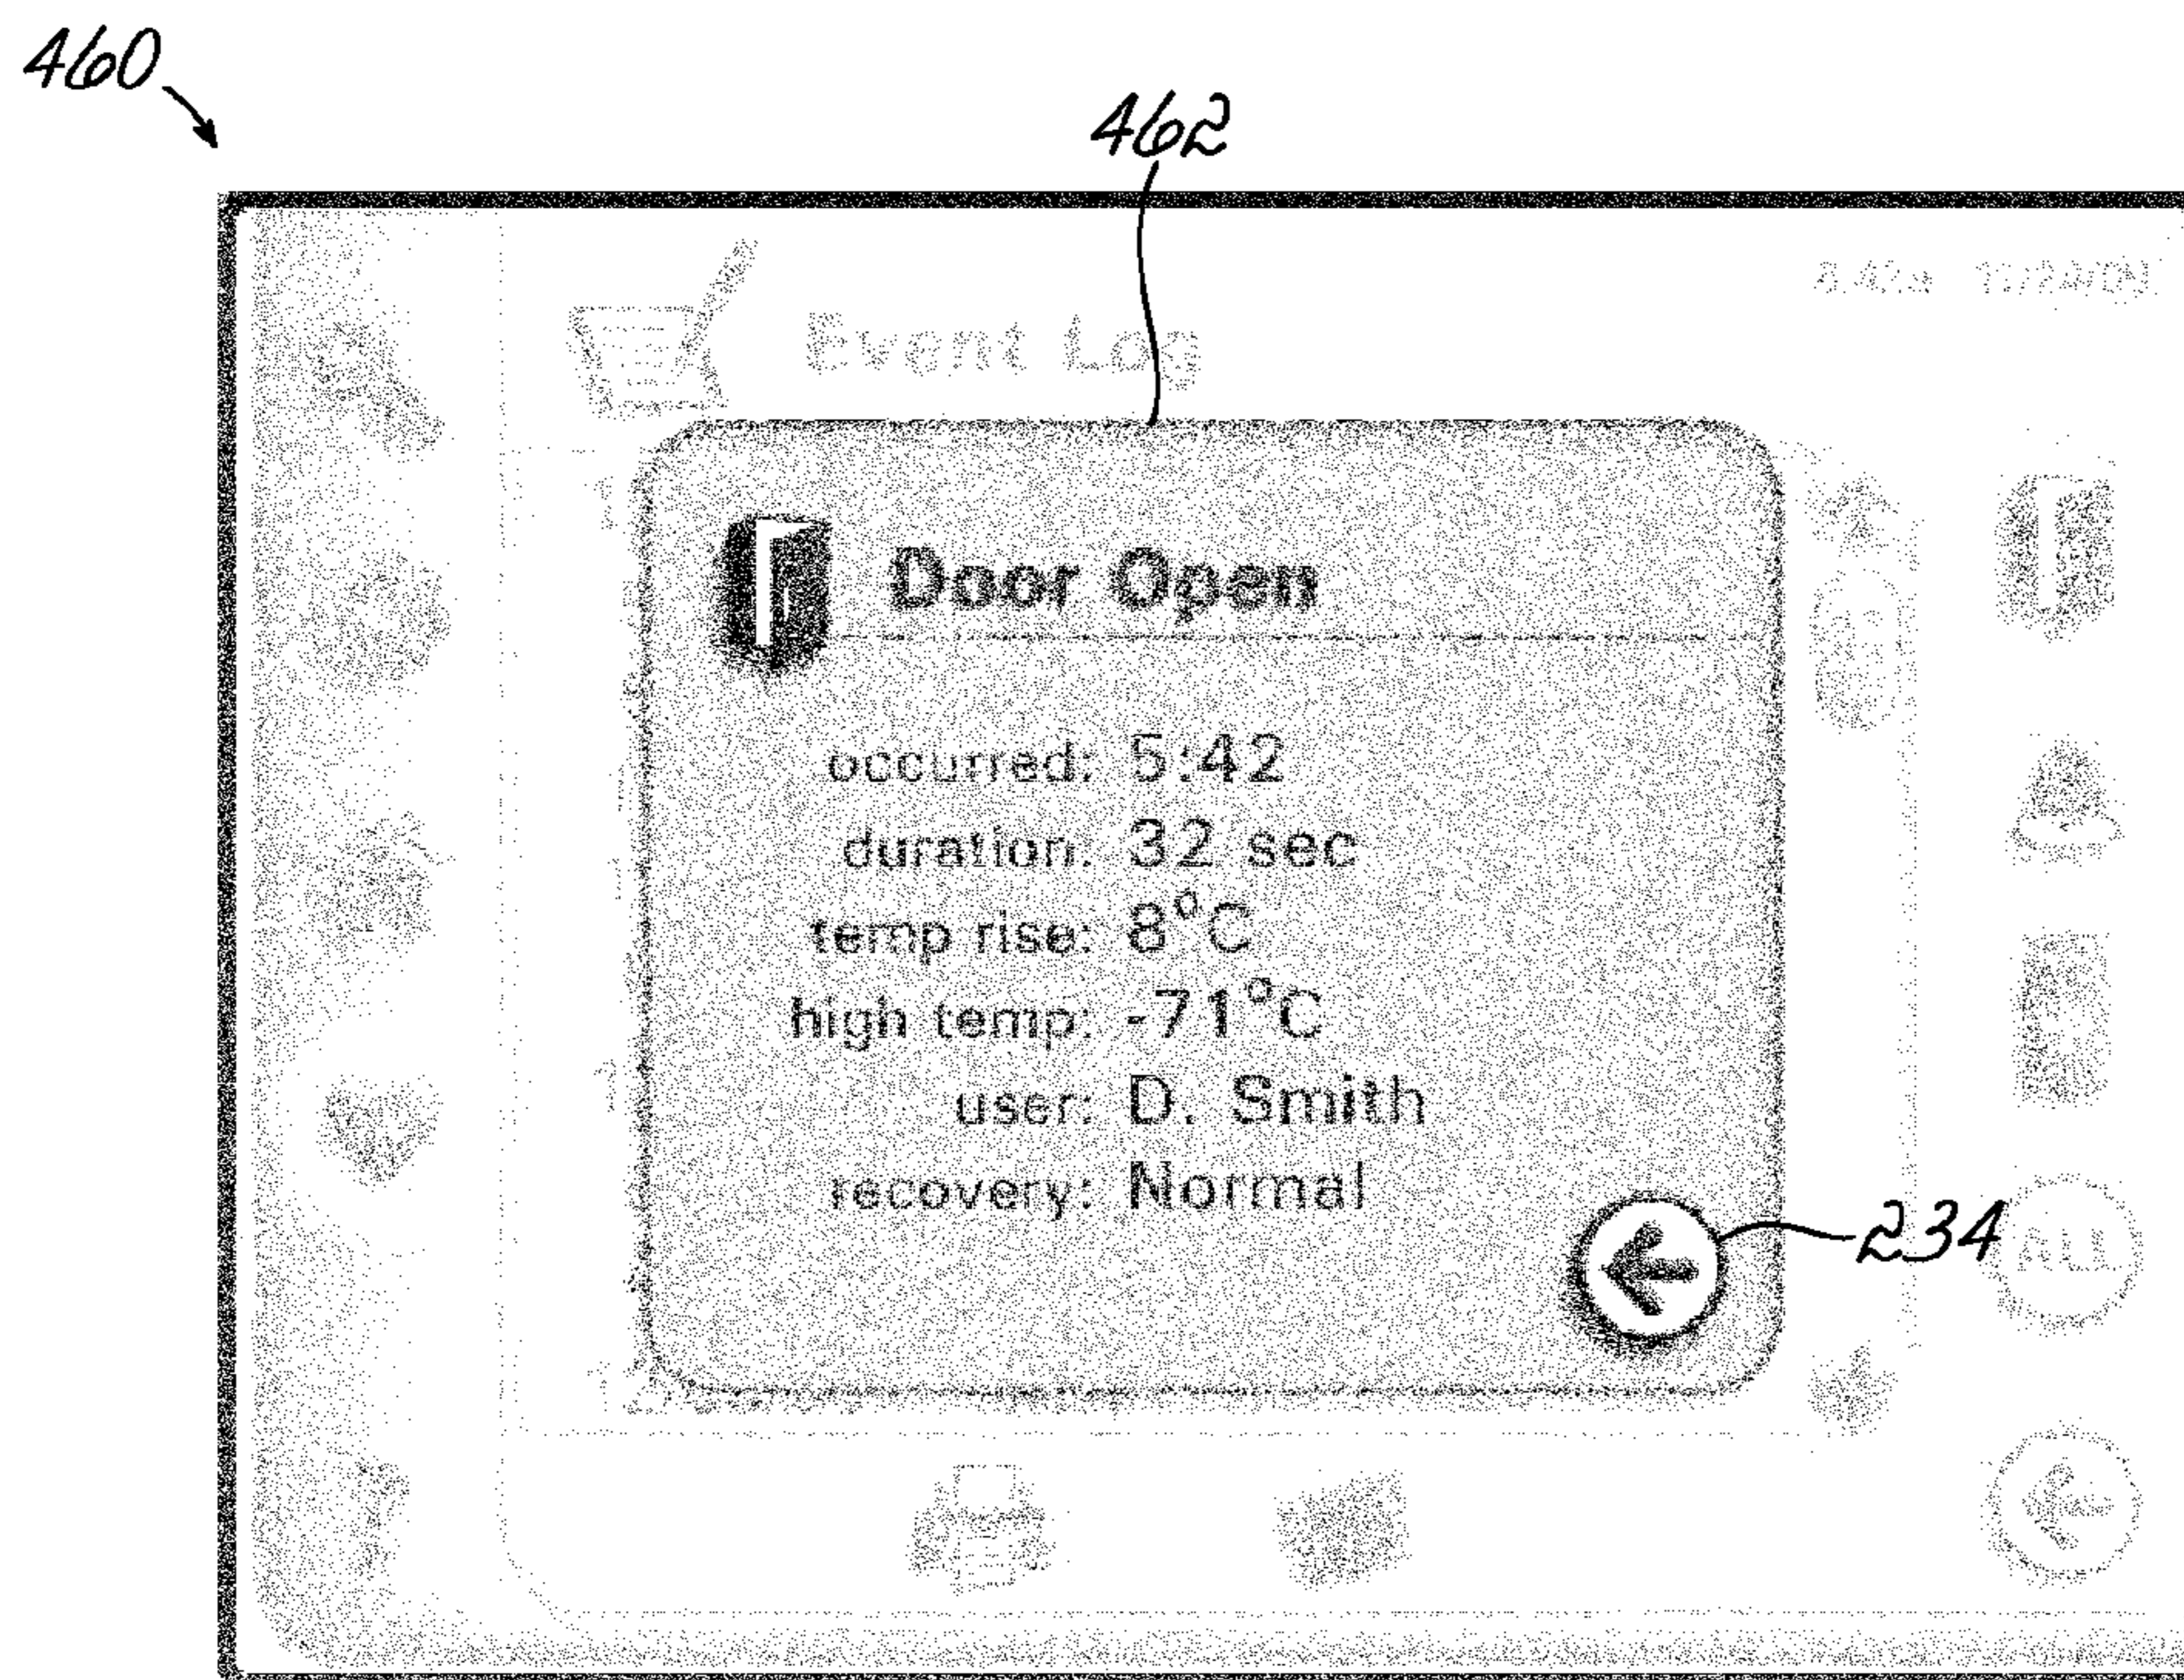 460
462
Event Log
Door Open
occurred: 5:42
duration: 32 sec
temp rise: 8°C
high temp: -71°C
user: D. Smith
recovery: Normal
234
ALL